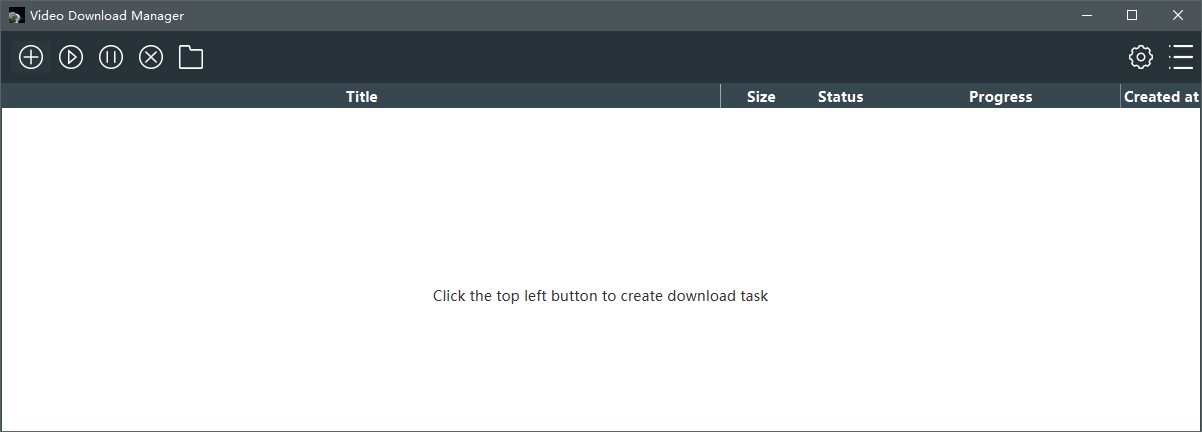 Video Download Manager
Title Size Status Progress Created at
Click the top left button to create download task